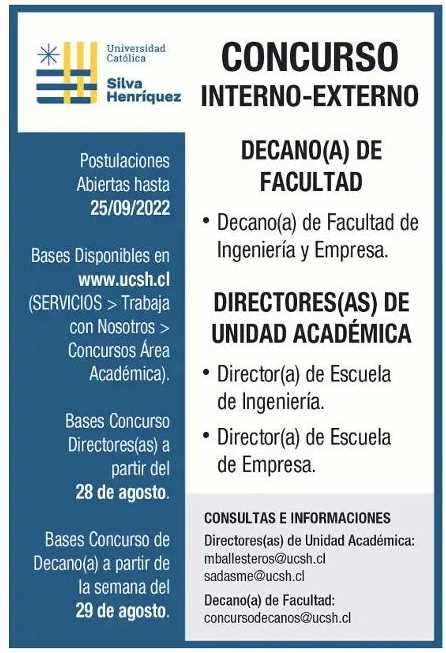 Universidad
Católica
Silva
Henríquez
Postulaciones
Abiertas hasta
25/09/2022
Bases Disponibles en
www.ucsh.cl
(SERVICIOS > Trabaja
con Nosotros >
Concursos Área
Académica).
Bases Concurso
Directores(as) a
partir del
28 de agosto.
Bases Concurso de
Decano(a) a partir de
la semana del
29 de agosto.
CONCURSO
INTERNO-EXTERNO
DECANO(A) DE
FACULTAD
• Decano(a) de Facultad de
Ingeniería y Empresa.
DIRECTORES(AS) DE
UNIDAD ACADÉMICA
• Director(a) de Escuela
de Ingeniería.
• Director(a) de Escuela
de Empresa.
CONSULTAS E INFORMACIONES
Directores(as) de Unidad Académica:
mballesteros@ucsh.cl
sadasme@ucsh.cl
Decano(a) de Facultad:
concursodecanos@ucsh.cl